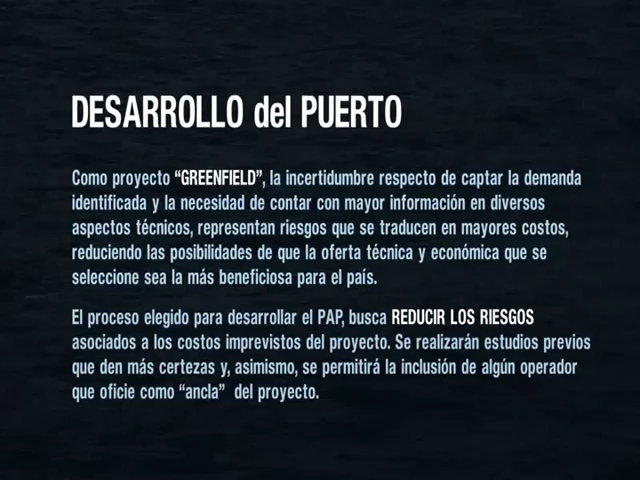 DESARROLLO del PUERTO
Como proyecto “GREENFIELD”, la incertidumbre respecto de captar la demanda
identificada y la necesidad de contar con mayor información en diversos
aspectos técnicos, representan riesgos que se traducen en mayores costos,
reduciendo las posibilidades de que la oferta técnica y económica que se
seleccione sea la más beneficiosa para el país.
El proceso elegido para desarrollar el PAP, busca REDUCIR LOS RIESGOS
asociados a los costos imprevistos del proyecto. Se realizarán estudios previos
que den más certezas y, asimismo, se permitirá la inclusión de algún operador
que oficie como “ancla” del proyecto.